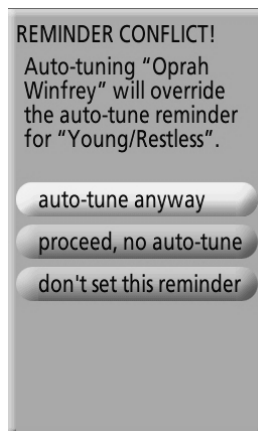 REMINDER CONFLICT!
Auto-tuning “Oprah
Winfrey” will override
the auto-tune reminder
for “Young/Restless”.
auto-tune anyway
proceed, no auto-tune
don't set this reminder